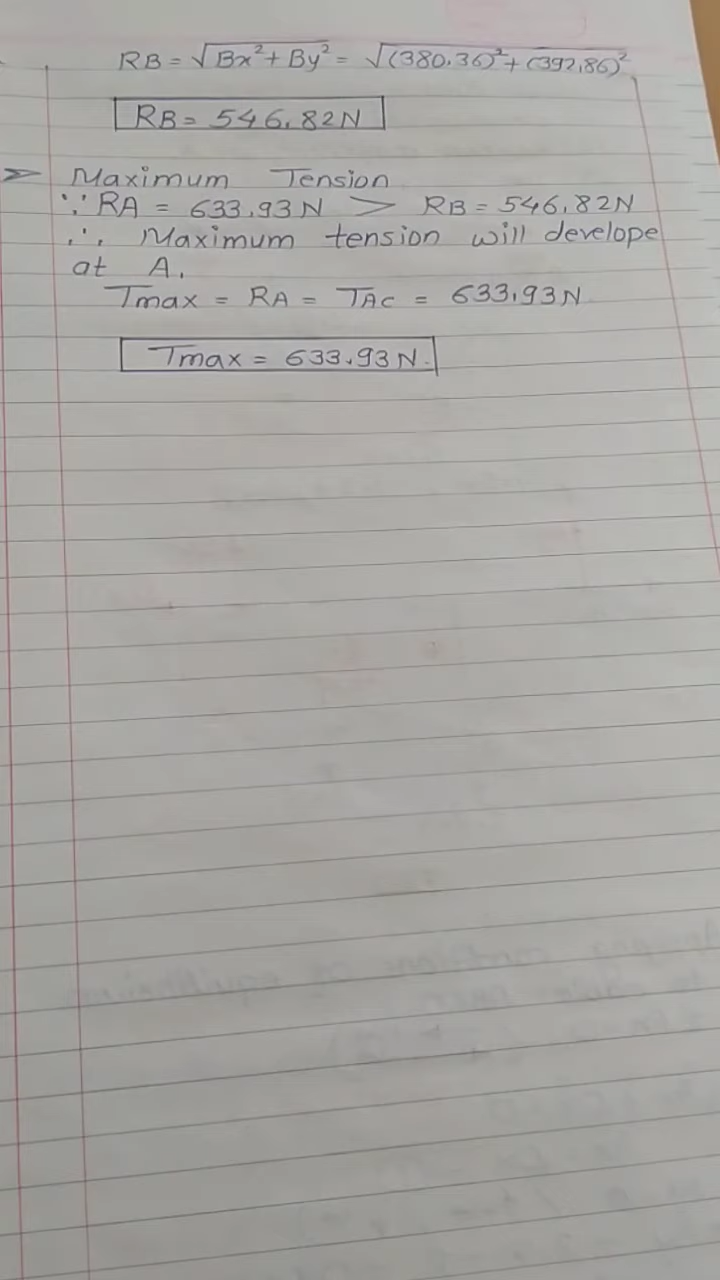 RB = √Bx² + By² = √(380.36)² + (392.86)²
RB = 546.82N
➢ Maximum Tension
∵ RA = 633.93N > RB = 546.82N
∴ Maximum tension will develope
at A.
Tmax = RA = TAC = 633.93N
Tmax = 633.93N.